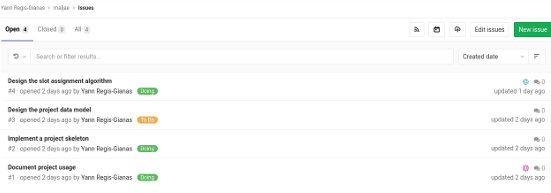 Yann Regis-Gianas › maljae › Issues
Open 4 Closed 0 All 4
Edit issues New issue
Search or filter results... Created date
Design the slot assignment algorithm 0
#4 · opened 2 days ago by Yann Regis-Gianas Doing updated 1 day ago
Design the project data model 0
#3 · opened 2 days ago by Yann Regis-Gianas To Do updated 2 days ago
Implement a project skeleton 0
#2 · opened 2 days ago by Yann Regis-Gianas Doing updated 2 days ago
Document project usage 0
#1 · opened 2 days ago by Yann Regis-Gianas Doing updated 2 days ago